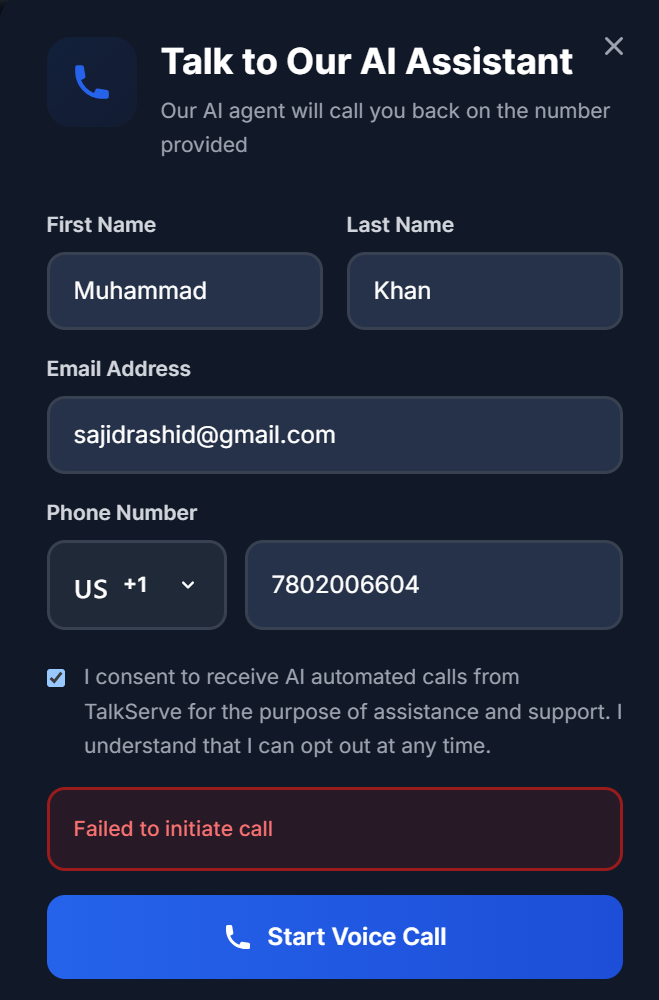 Talk to Our AI Assistant
Our AI agent will call you back on the number
provided
First Name
Last Name
Muhammad
Khan
Email Address
sajidrashid@gmail.com
Phone Number
US +1
7802006604
I consent to receive AI automated calls from
TalkServe for the purpose of assistance and support. I
understand that I can opt out at any time.
Failed to initiate call
Start Voice Call